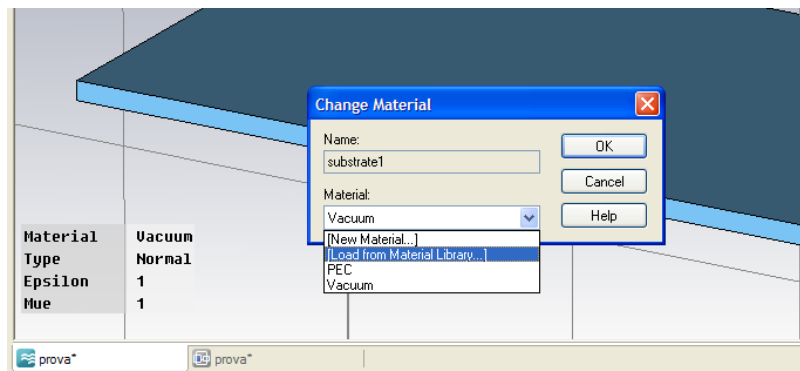 Change Material
Name:
substrate1
Material:
Vacuum
[New Material...]
[Load from Material Library...]
PEC
Vacuum
OK
Cancel
Help
Material Vacuum
Type Normal
Epsilon 1
Mue 1
prova* prova*